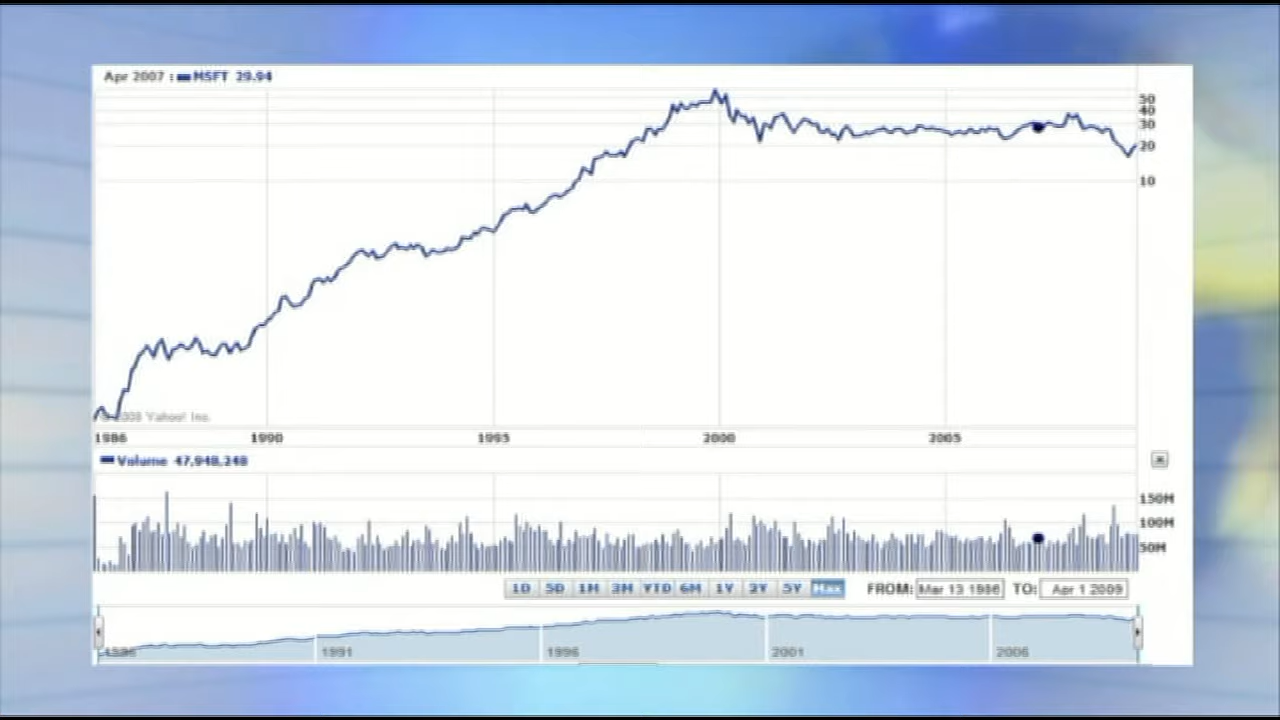 Apr 2007 : MSFT 29.94
50
40
30
20
10
© 2008 Yahoo! Inc.
1986 1990 1995 2000 2005
Volume 47,948,248
150M
100M
50M
1D 5D 1M 3M YTD 6M 1Y 2Y 5Y Max FROM: Mar 13 1986 TO: Apr 1 2009
1986 1991 1996 2001 2006